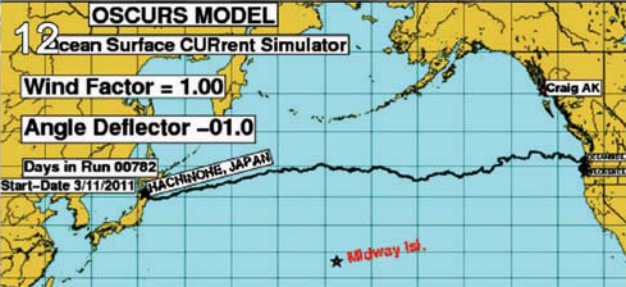 OSCURS MODEL
12
Ocean Surface CURrent Simulator
Wind Factor = 1.00
Craig AK
Angle Deflector -01.0
Days in Run 00782
HACHINOHE, JAPAN
Start-Date 3/11/2011
Midway Isl.